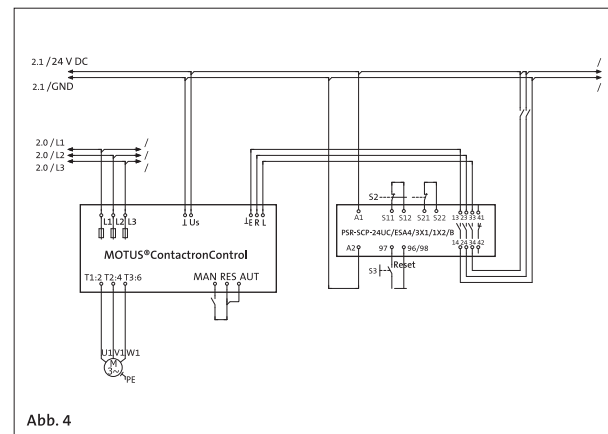 2.1 / 24 V DC /
2.1 /GND /
2.0 / L1 /
2.0 / L2 /
2.0 / L3 /
L1 L2 L3
⊥ Us
⊥E R L
MOTUS®ContactronControl
T1:2 T2:4 T3:6
MAN RES AUT
U1 V1 W1
M
3~
PE
S2
A1 S11 S12 S21 S22 13 23 33 41
PSR-SCP-24UC/ESA4/3X1/1X2/B
A2 97 96/98 14 24 34 42
Reset
S3
Abb. 4